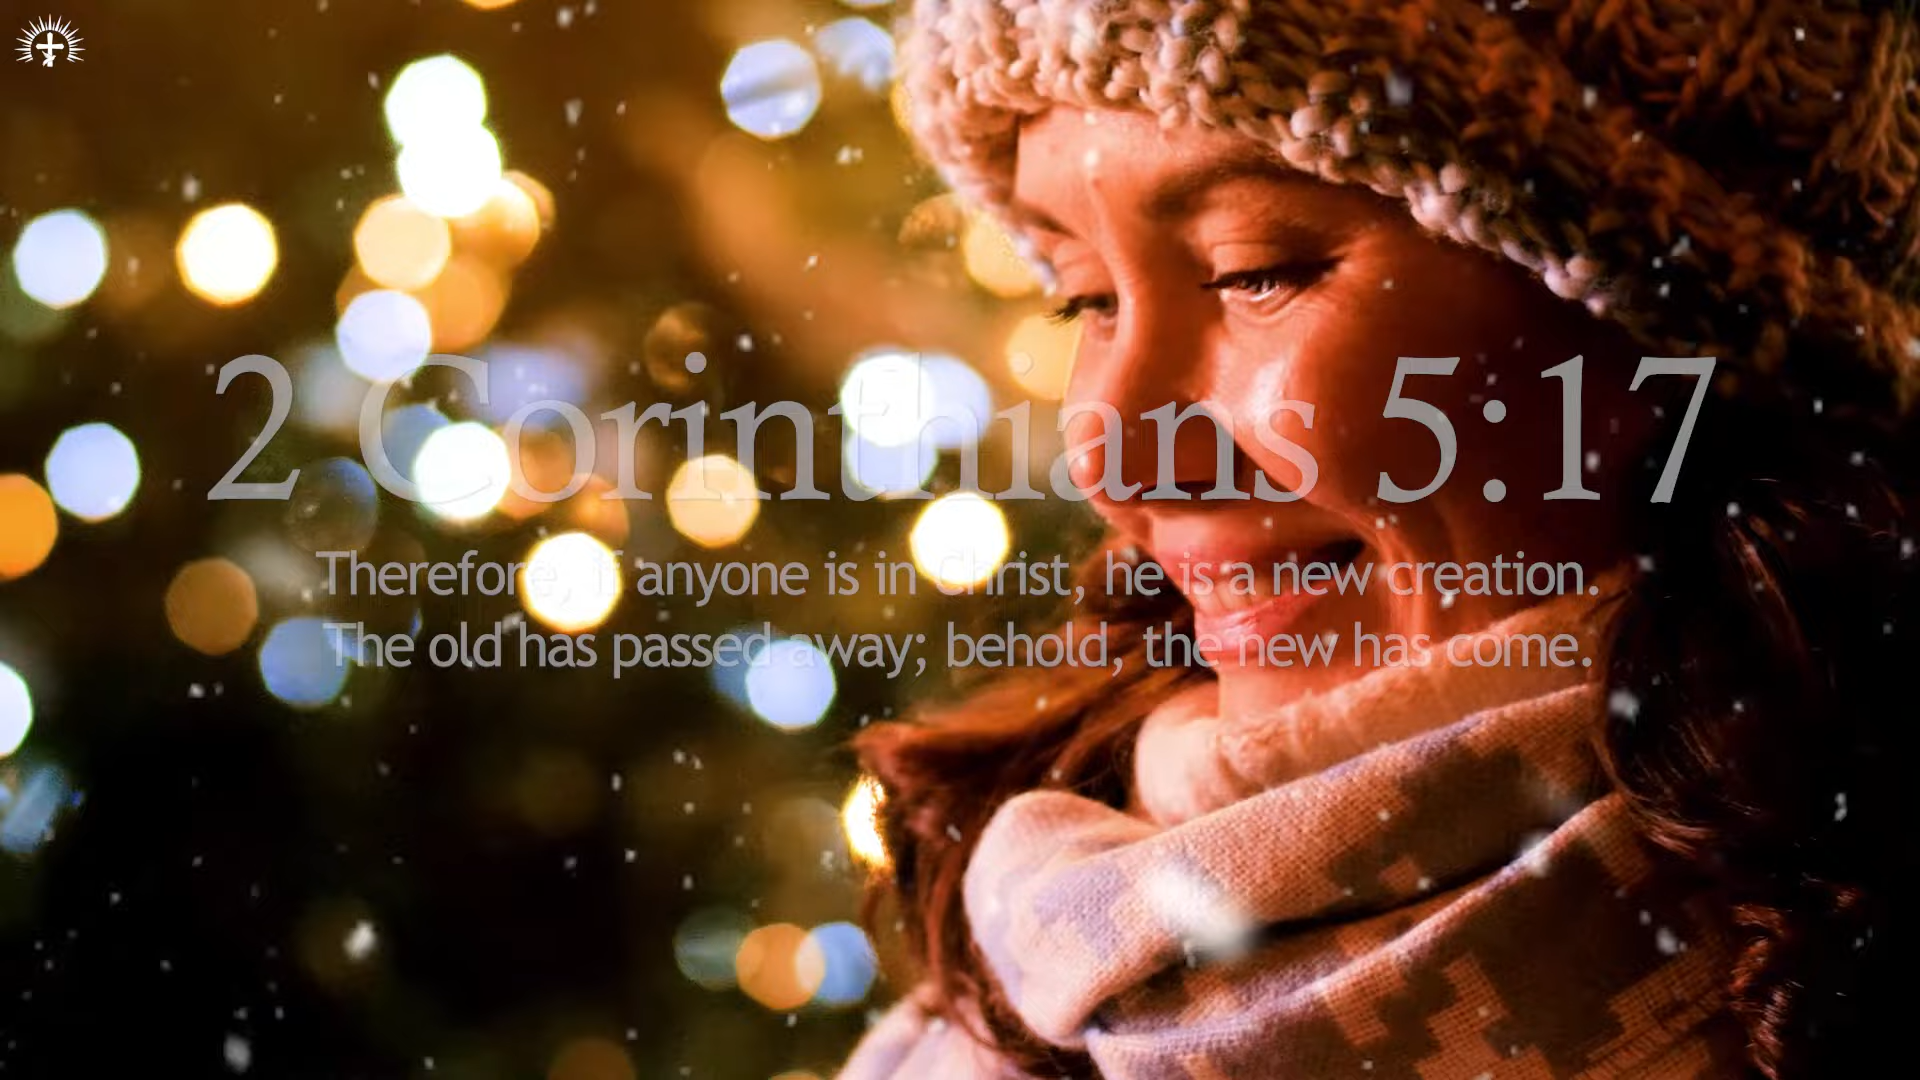 2 Corinthians 5:17
Therefore, if anyone is in Christ, he is a new creation.
The old has passed away; behold, the new has come.